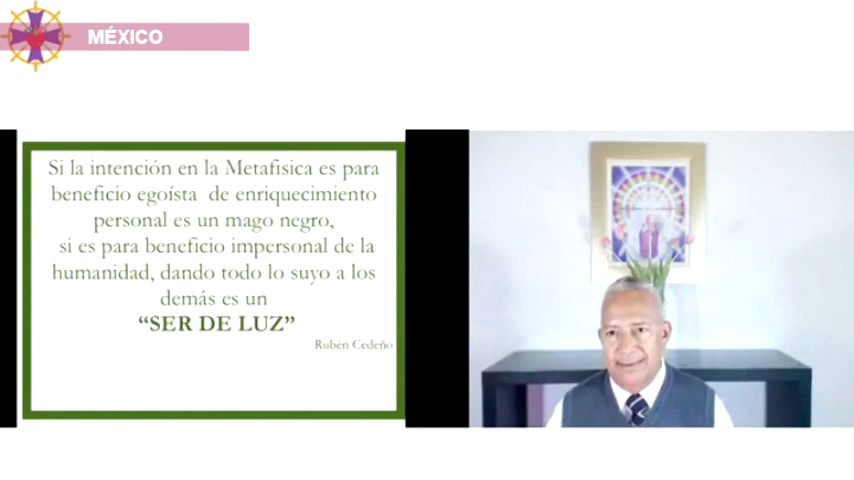 MÉXICO
Si la intención en la Metafisica es para
beneficio egoísta de enriquecimiento
personal es un mago negro,
si es para beneficio impersonal de la
humanidad, dando todo lo suyo a los
demás es un
“SER DE LUZ”
Rubén Cedeño